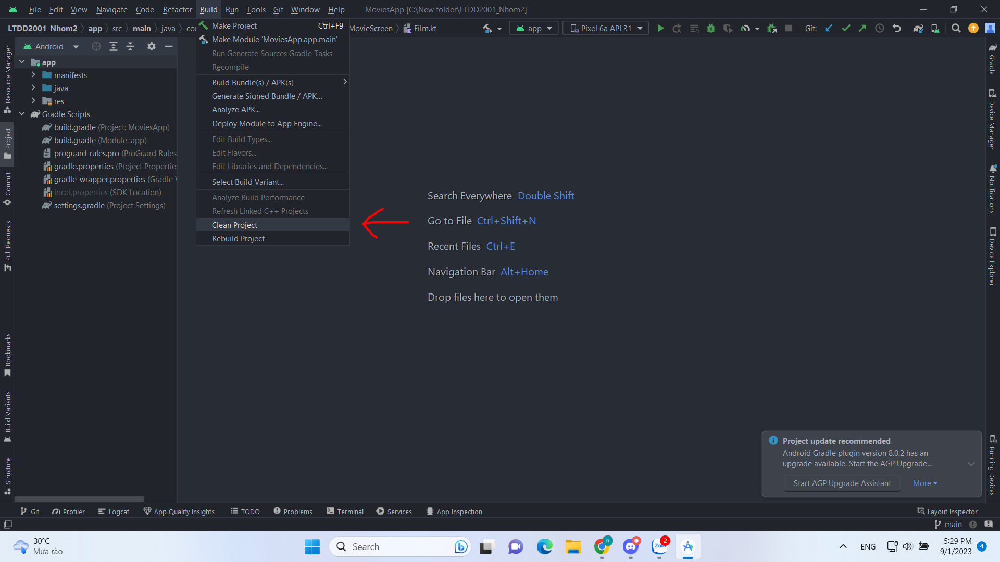 File Edit View Navigate Code Refactor Build Run Tools Git Window Help MoviesApp [C:\New folder\LTDD2001_Nhom2]
LTDD2001_Nhom2 app src main java MovieScreen Film.kt app Pixel 6a API 31 Git:
Android
app
manifests
java
res
Gradle Scripts
build.gradle (Project: MoviesApp)
build.gradle (Module :app)
proguard-rules.pro (ProGuard Rules
gradle.properties (Project Properties
gradle-wrapper.properties (Gradle
local.properties (SDK Location)
settings.gradle (Project Settings)
Make Project Ctrl+F9
Make Module 'MoviesApp.app.main'
Run Generate Sources Gradle Tasks
Recompile
Build Bundle(s) / APK(s)
Generate Signed Bundle / APK...
Analyze APK...
Deploy Module to App Engine...
Edit Build Types...
Edit Flavors...
Edit Libraries and Dependencies...
Select Build Variant...
Analyze Build Performance
Refresh Linked C++ Projects
Clean Project
Rebuild Project
Search Everywhere Double Shift
Go to File Ctrl+Shift+N
Recent Files Ctrl+E
Navigation Bar Alt+Home
Drop files here to open them
Resource Manager
Project
Commit
Pull Requests
Bookmarks
Build Variants
Structure
Gradle
Device Manager
Notifications
Device Explorer
Running Devices
Project update recommended
Android Gradle plugin version 8.0.2 has an
upgrade available. Start the AGP Upgrade...
Start AGP Upgrade Assistant More
Git Profiler Logcat App Quality Insights TODO Problems Terminal Services App Inspection Layout Inspector
main
30°C
Mưa rào
Search
n
Zalo
2
ENG
5:29 PM
9/1/2023
4